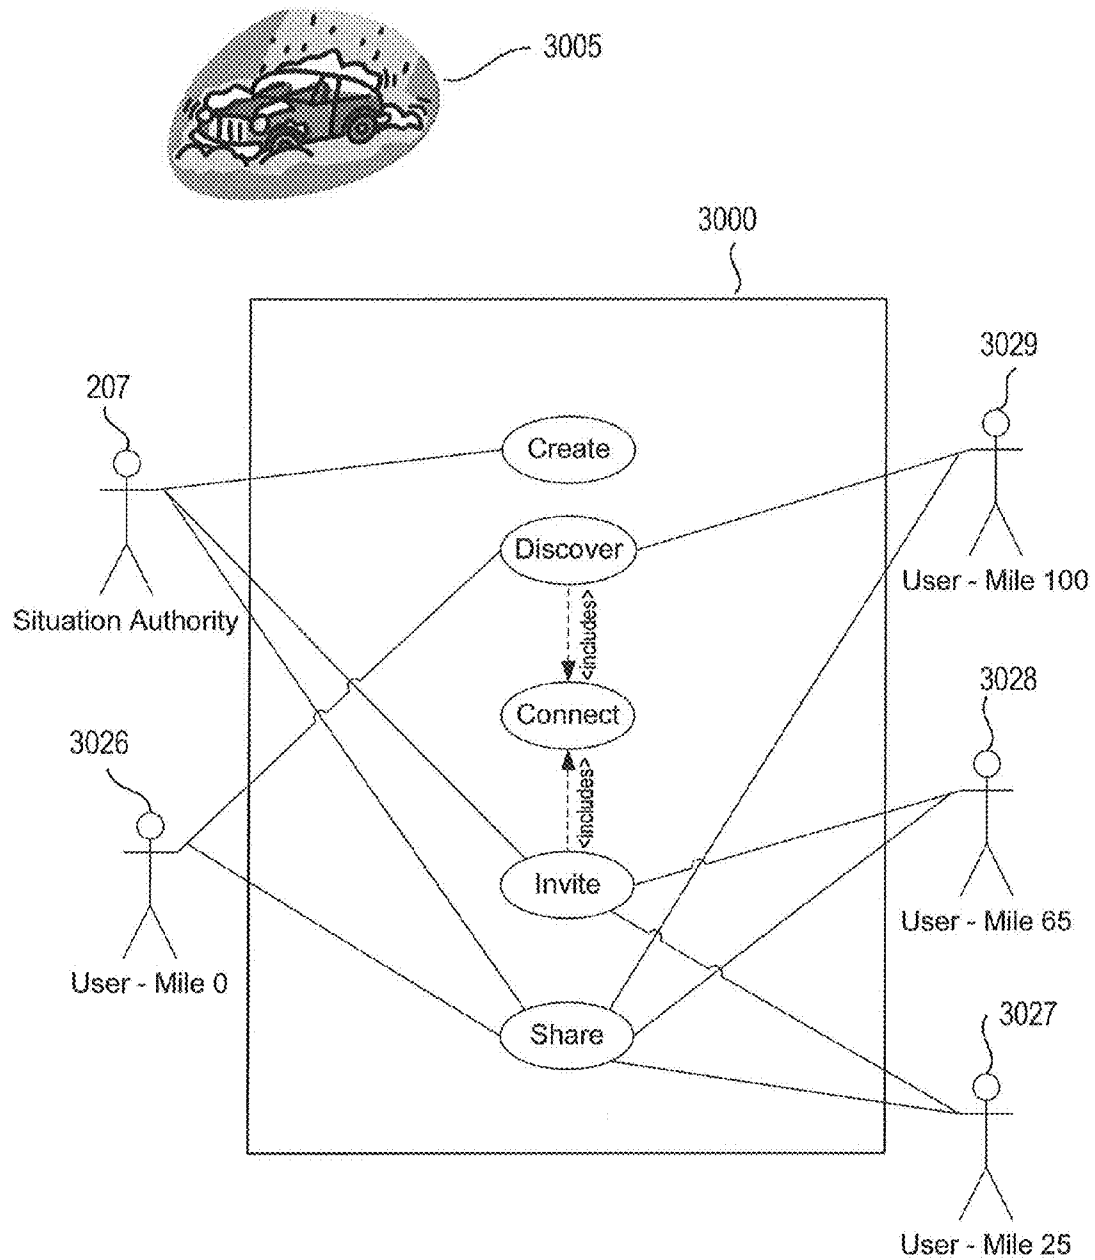 3005
3000
3029
207
Create
Discover
User - Mile 100
<includes>
Situation Authority
3028
Connect
3026
<includes>
Invite
User - Mile 65
User - Mile 0
3027
Share
User - Mile 25